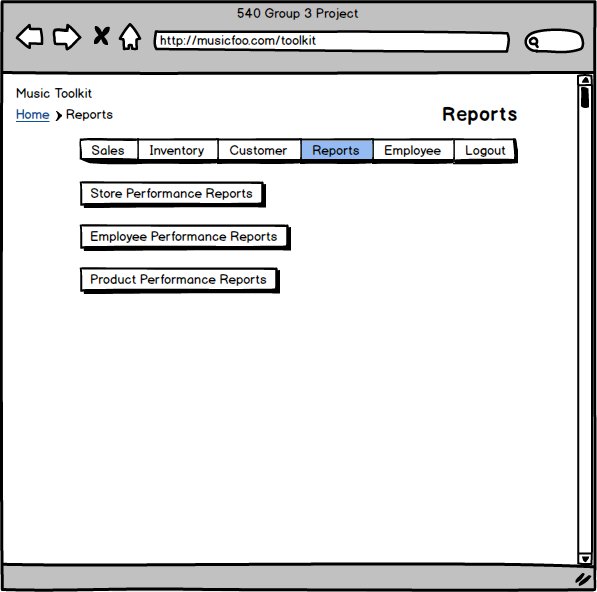 540 Group 3 Project
http://musicfoo.com/toolkit
Music Toolkit
Home > Reports
Reports
Sales Inventory Customer Reports Employee Logout
Store Performance Reports
Employee Performance Reports
Product Performance Reports